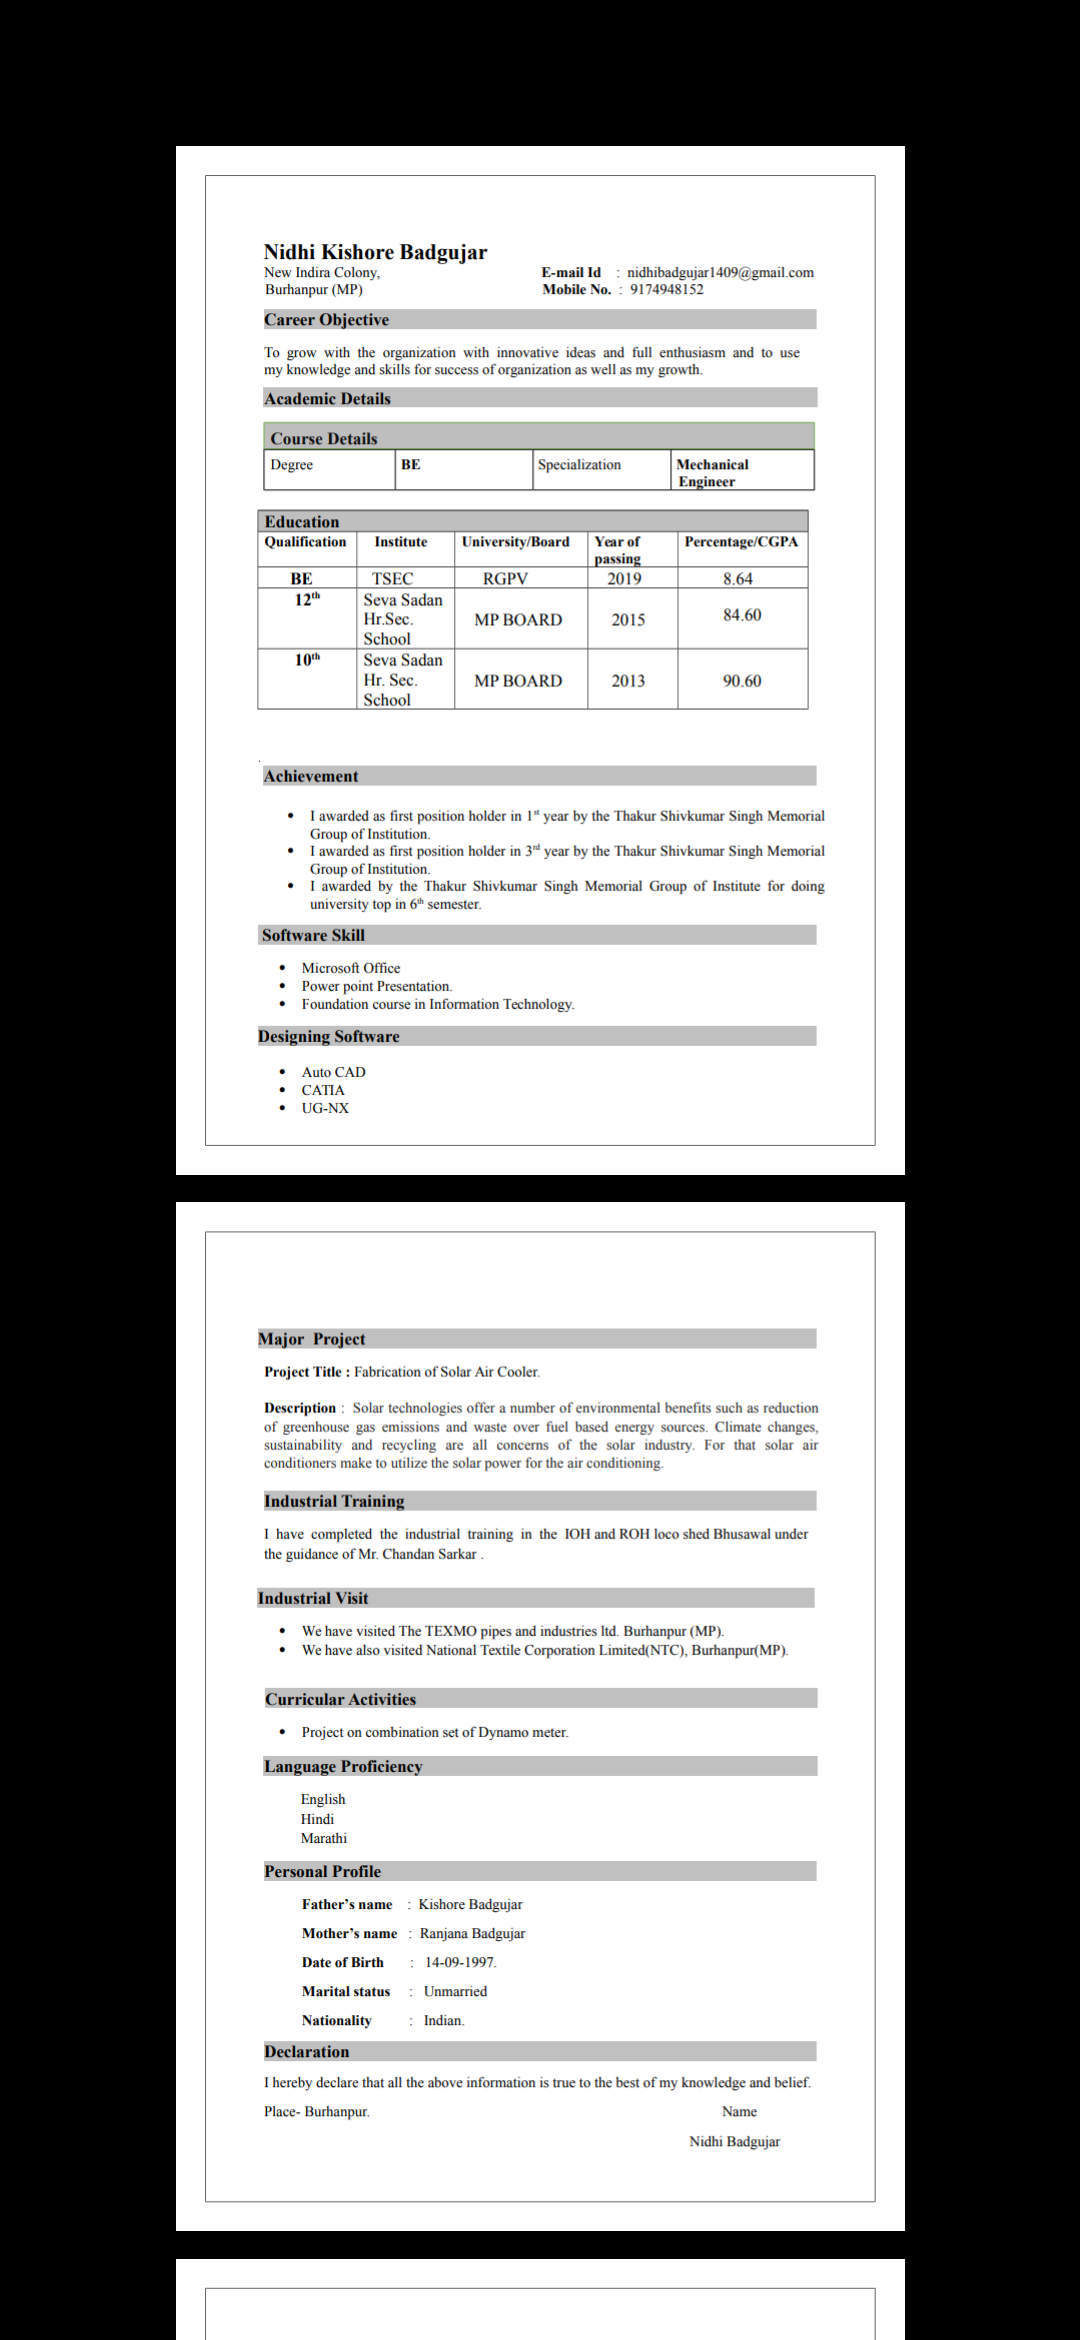 Nidhi Kishore Badgujar
New Indira Colony, E-mail Id : nidhibadgujar1409@gmail.com
Burhanpur (MP) Mobile No. : 9174948152
Career Objective
To grow with the organization with innovative ideas and full enthusiasm and to use
my knowledge and skills for success of organization as well as my growth.
Academic Details
Course Details
Degree BE Specialization Mechanical
Engineer
Education
Qualification Institute University/Board Year of Percentage/CGPA
passing
BE TSEC RGPV 2019 8.64
12th Seva Sadan
Hr.Sec. MP BOARD 2015 84.60
School
10th Seva Sadan
Hr. Sec. MP BOARD 2013 90.60
School
.
Achievement
• I awarded as first position holder in 1st year by the Thakur Shivkumar Singh Memorial
Group of Institution.
• I awarded as first position holder in 3rd year by the Thakur Shivkumar Singh Memorial
Group of Institution.
• I awarded by the Thakur Shivkumar Singh Memorial Group of Institute for doing
university top in 6th semester.
Software Skill
• Microsoft Office
• Power point Presentation.
• Foundation course in Information Technology.
Designing Software
• Auto CAD
• CATIA
• UG-NX
Major Project
Project Title : Fabrication of Solar Air Cooler.
Description : Solar technologies offer a number of environmental benefits such as reduction
of greenhouse gas emissions and waste over fuel based energy sources. Climate changes,
sustainability and recycling are all concerns of the solar industry. For that solar air
conditioners make to utilize the solar power for the air conditioning.
Industrial Training
I have completed the industrial training in the IOH and ROH loco shed Bhusawal under
the guidance of Mr. Chandan Sarkar .
Industrial Visit
• We have visited The TEXMO pipes and industries ltd. Burhanpur (MP).
• We have also visited National Textile Corporation Limited(NTC), Burhanpur(MP).
Curricular Activities
• Project on combination set of Dynamo meter.
Language Proficiency
English
Hindi
Marathi
Personal Profile
Father's name : Kishore Badgujar
Mother's name : Ranjana Badgujar
Date of Birth : 14-09-1997.
Marital status : Unmarried
Nationality : Indian.
Declaration
I hereby declare that all the above information is true to the best of my knowledge and belief.
Place- Burhanpur. Name
Nidhi Badgujar